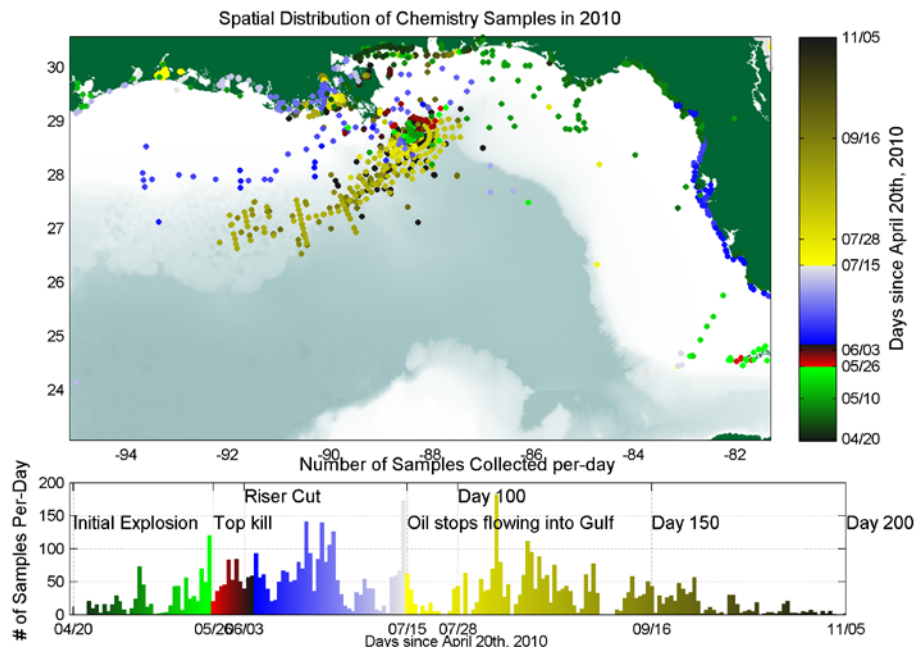 Spatial Distribution of Chemistry Samples in 2010
30
29
28
27
26
25
24
-94 -92 -90 -88 -86 -84 -82
11/05
09/16
07/28
07/15
06/03
05/26
05/10
04/20
Days since April 20th, 2010
Number of Samples Collected per-day
# of Samples Per-Day
200
150
100
50
0
Riser Cut Day 100
Initial Explosion Top kill Oil stops flowing into Gulf Day 150 Day 200
04/20 05/26 06/03 07/15 07/28 09/16 11/05
Days since April 20th, 2010